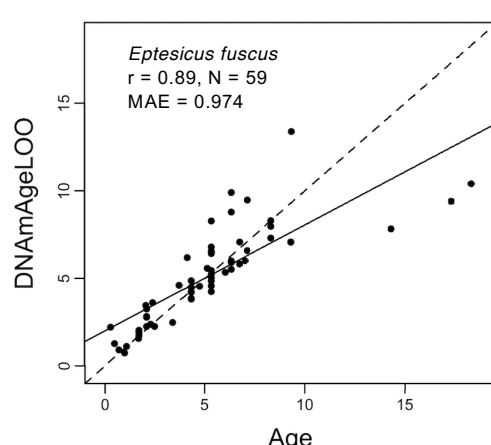 Eptesicus fuscus
r = 0.89, N = 59
MAE = 0.974
DNAmAgeLOO
15
10
5
0
0 5 10 15
Age